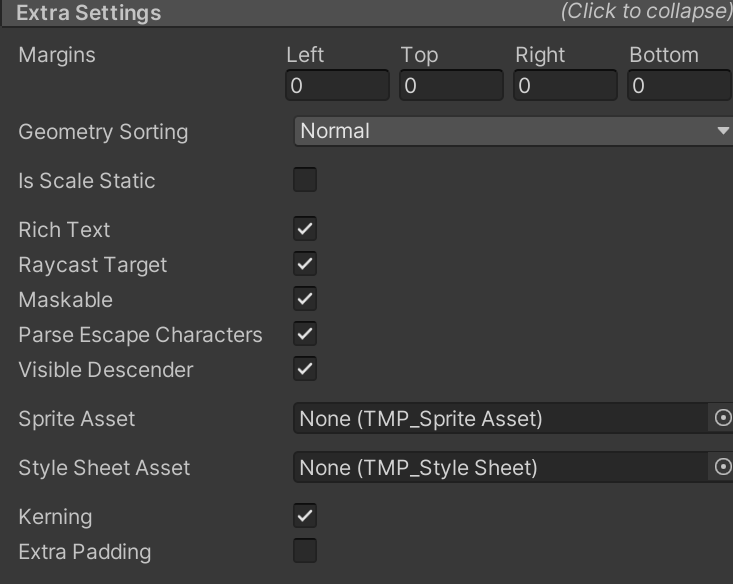 Extra Settings (Click to collapse)
Margins Left Top Right Bottom
0 0 0 0
Geometry Sorting Normal
Is Scale Static
Rich Text
Raycast Target
Maskable
Parse Escape Characters
Visible Descender
Sprite Asset None (TMP_Sprite Asset)
Style Sheet Asset None (TMP_Style Sheet)
Kerning
Extra Padding